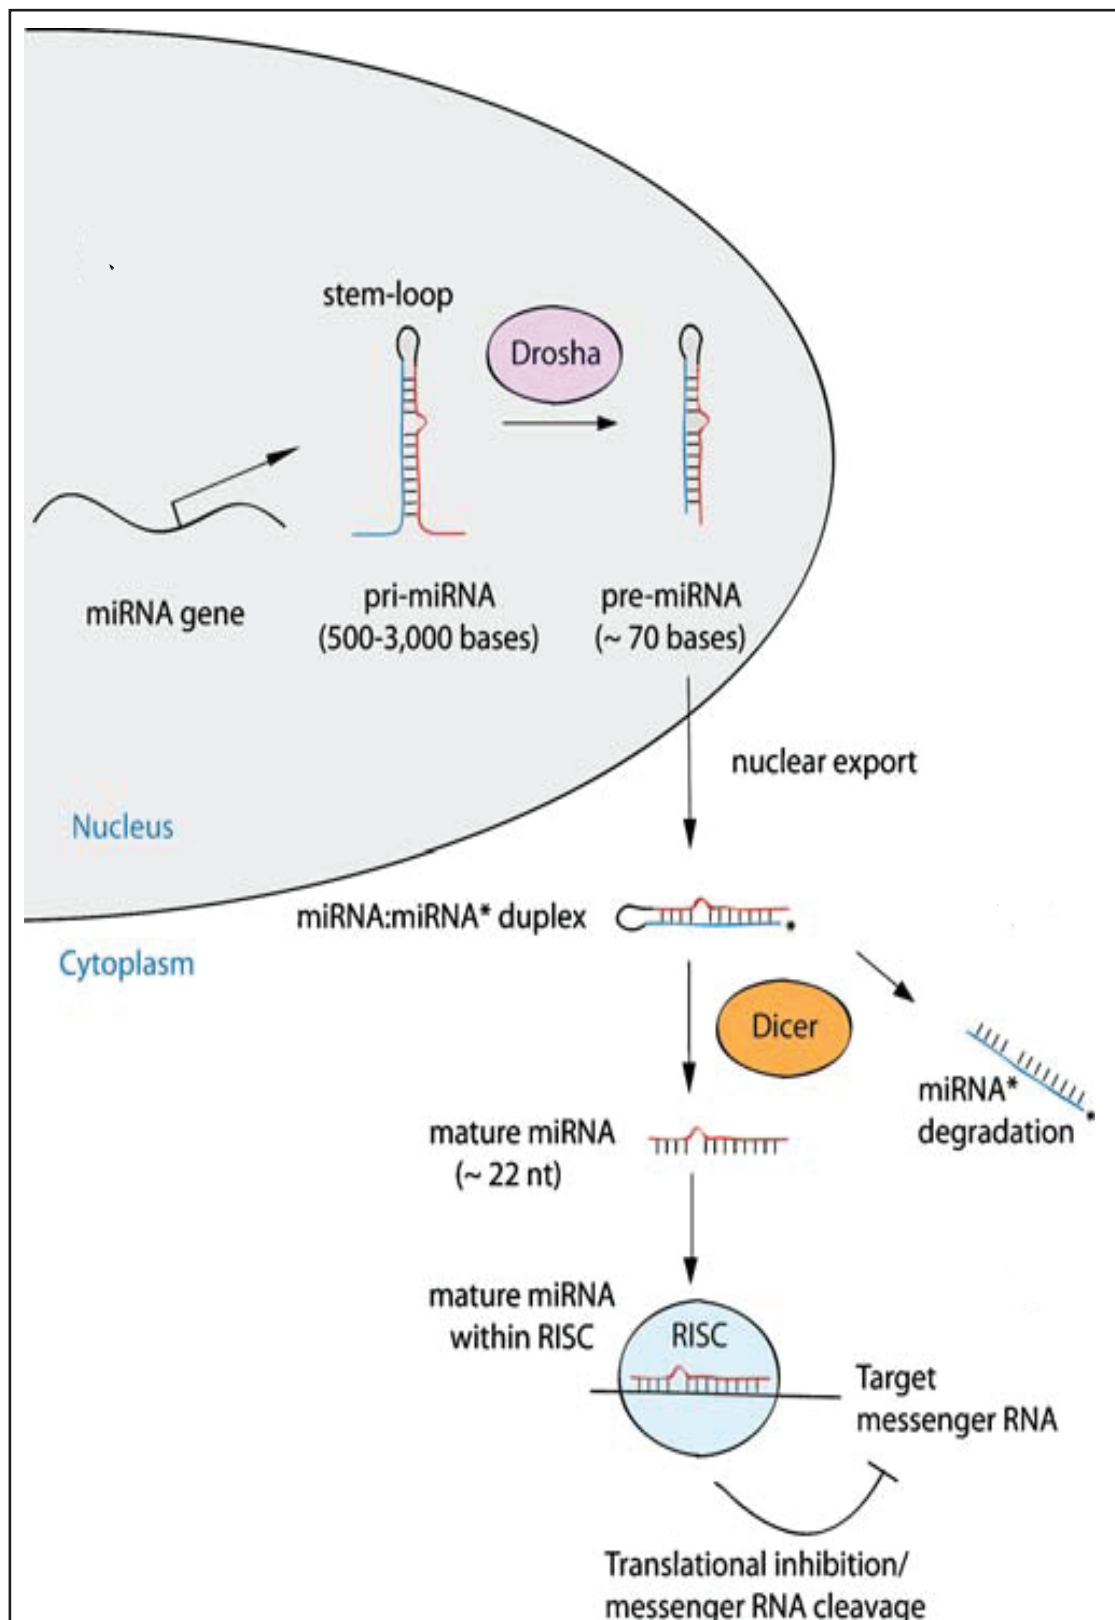 stem-loop
Drosha
miRNA gene
pri-miRNA
(500-3,000 bases)
pre-miRNA
(~ 70 bases)
nuclear export
Nucleus
Cytoplasm
miRNA:miRNA* duplex
*
Dicer
miRNA*
degradation
*
mature miRNA
(~ 22 nt)
mature miRNA
within RISC
RISC
Target
messenger RNA
Translational inhibition/
messenger RNA cleavage